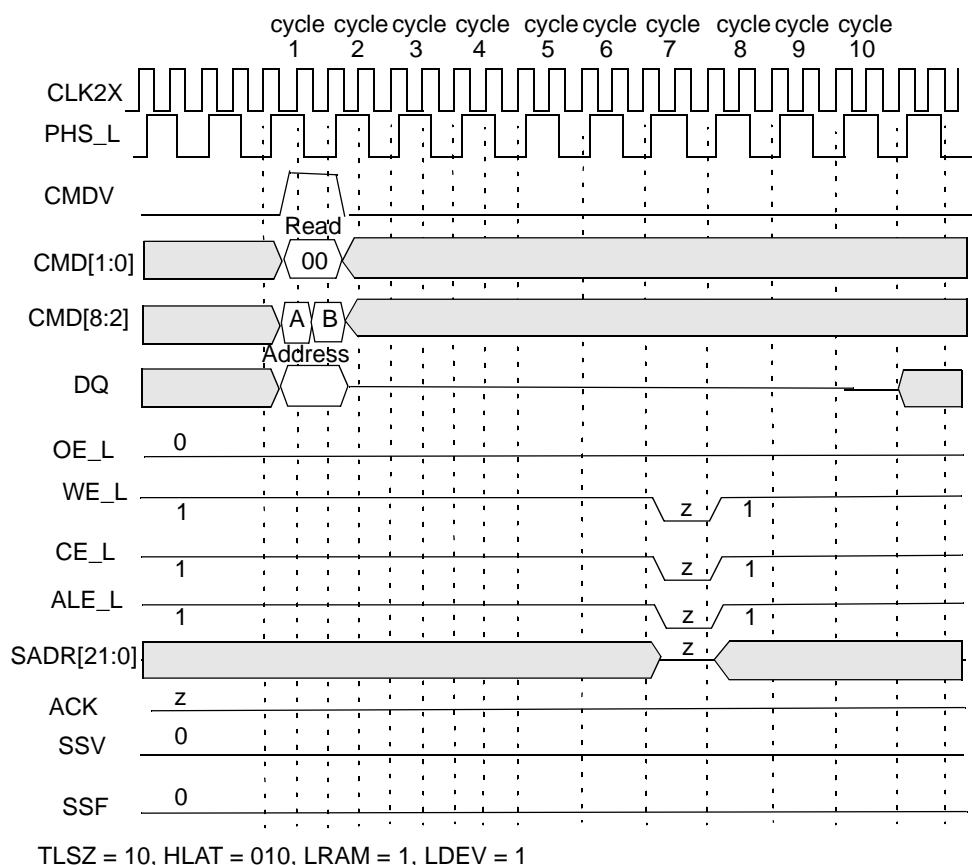 cycle cycle cycle cycle cycle cycle cycle cycle cycle cycle
1 2 3 4 5 6 7 8 9 10
CLK2X
PHS_L
CMDV
Read
CMD[1:0] 00
CMD[8:2] A B
Address
DQ
OE_L 0
WE_L 1 z 1
CE_L 1 z 1
ALE_L 1 z 1
SADR[21:0] z
ACK z
SSV 0
SSF 0
TLSZ = 10, HLAT = 010, LRAM = 1, LDEV = 1